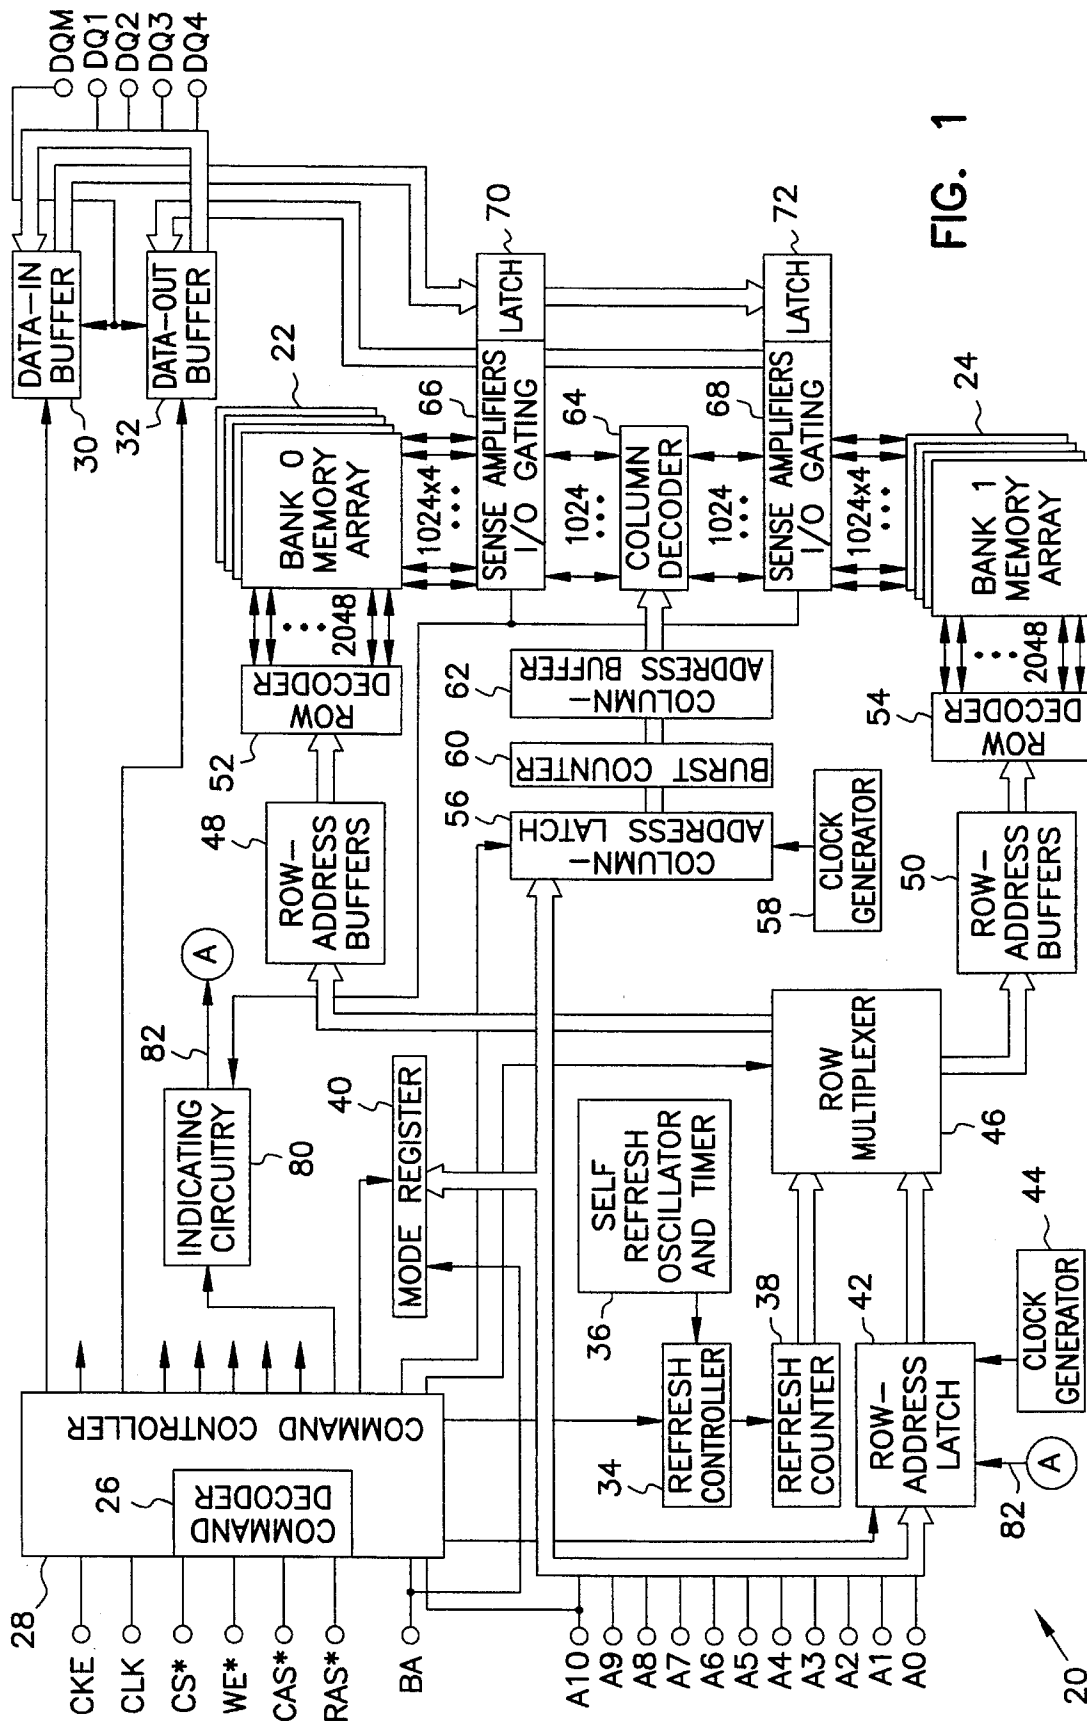 28
CKE
CLK
CS*
WE*
CAS*
RAS*
BA
A10
A9
A8
A7
A6
A5
A4
A3
A2
A1
A0
20
COMMAND CONTROLLER
26
COMMAND
DECODER
INDICATING
CIRCUITRY
80
82
A
40
MODE REGISTER
SELF
REFRESH
OSCILLATOR
AND TIMER
36
REFRESH
CONTROLLER
34
38
REFRESH
COUNTER
42
ROW-
ADDRESS
LATCH
82
A
44
CLOCK
GENERATOR
ROW
MULTIPLEXER
46
48
ROW-
ADDRESS
BUFFERS
50
ROW-
ADDRESS
BUFFERS
52
ROW
DECODER
2048
54
ROW
DECODER
2048
56
COLUMN-
ADDRESS LATCH
58
CLOCK
GENERATOR
60
BURST COUNTER
62
COLUMN-
ADDRESS BUFFER
22
BANK 0
MEMORY
ARRAY
1024x4
66
SENSE AMPLIFIERS
I/O GATING
LATCH
70
1024
64
COLUMN
DECODER
1024
68
SENSE AMPLIFIERS
I/O GATING
LATCH
72
1024x4
24
BANK 1
MEMORY
ARRAY
DATA-IN
BUFFER
30
DATA-OUT
BUFFER
32
DQM
DQ1
DQ2
DQ3
DQ4
FIG. 1